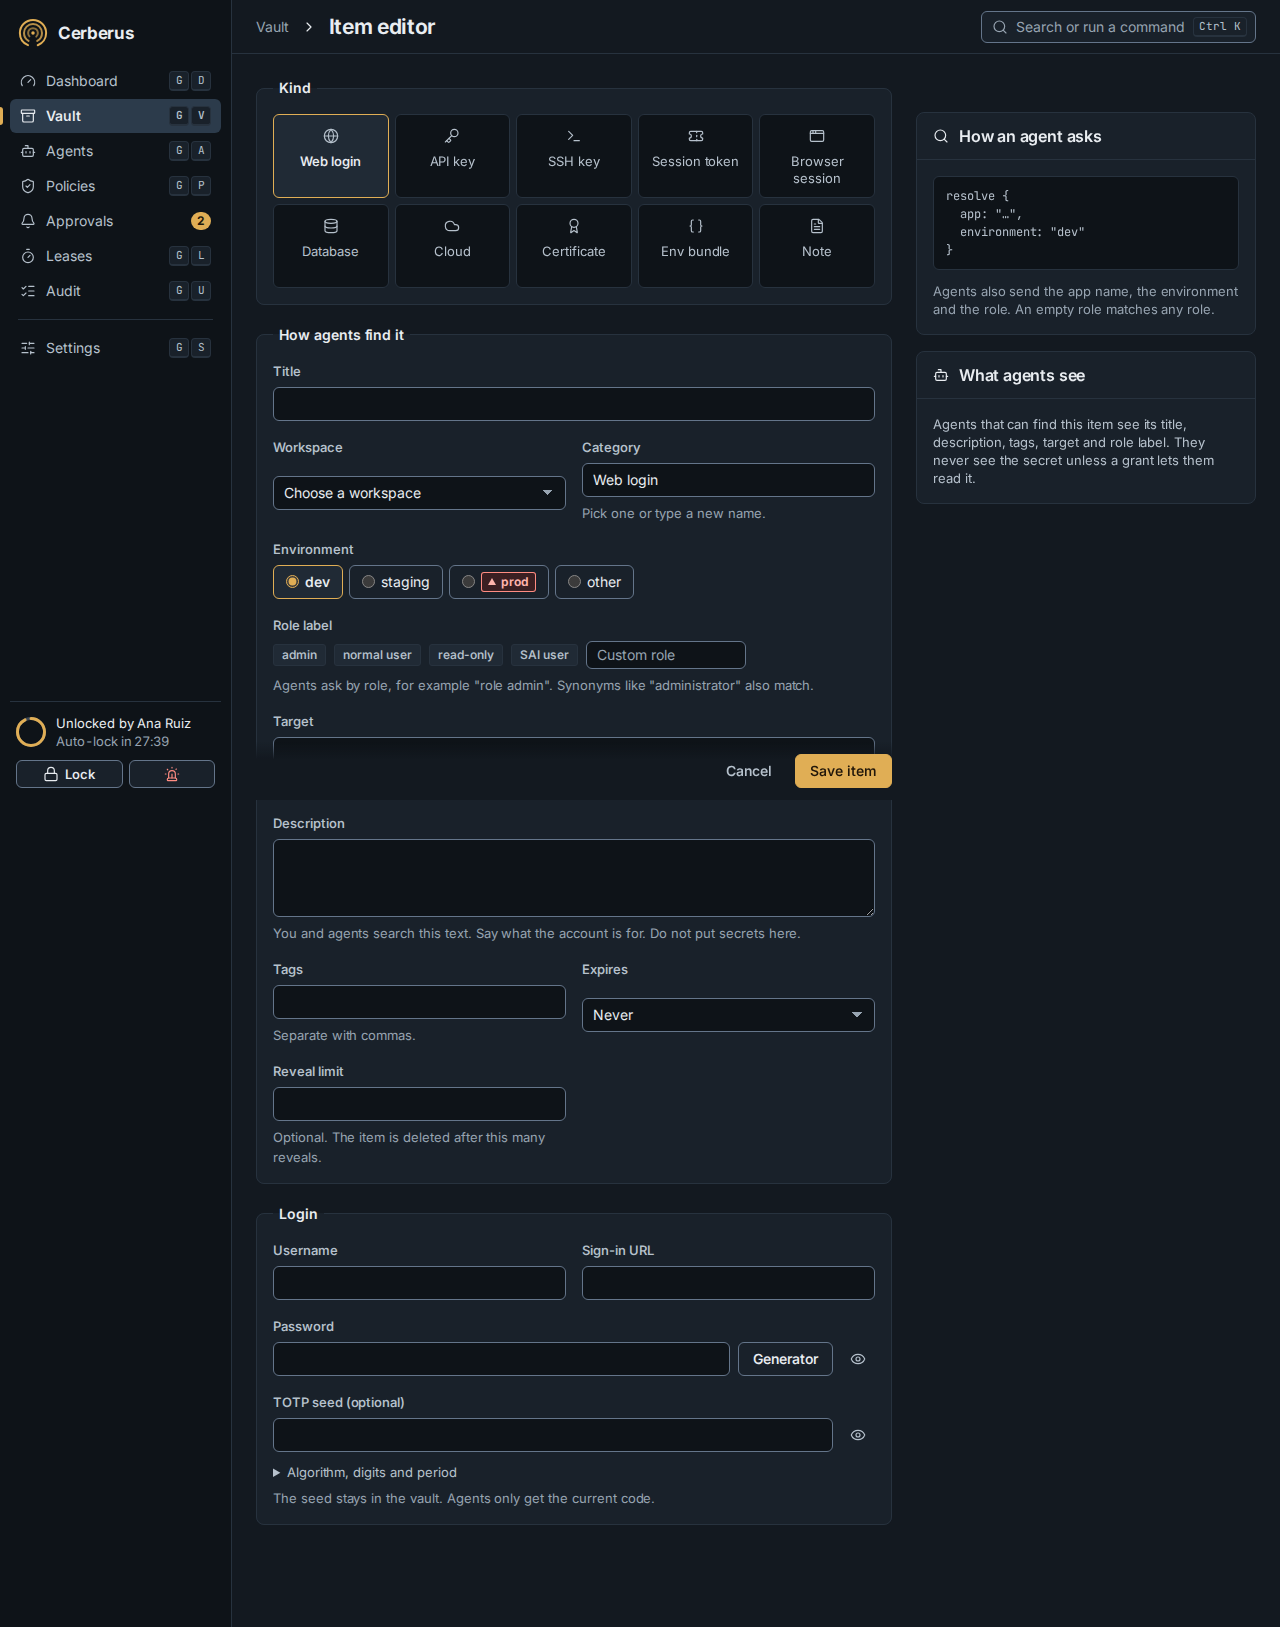 Cerberus
Dashboard G D
Vault G V
Agents G A
Policies G P
Approvals 2
Leases G L
Audit G U
Settings G S
Unlocked by Ana Ruiz
Auto-lock in 27:39
Lock
Vault > Item editor
Search or run a command Ctrl K
Kind
Web login
API key
SSH key
Session token
Browser session
Database
Cloud
Certificate
Env bundle
Note
How agents find it
Title
Workspace
Choose a workspace
Category
Web login
Pick one or type a new name.
Environment
dev
staging
prod
other
Role label
admin
normal user
read-only
SAI user
Custom role
Agents ask by role, for example "role admin". Synonyms like "administrator" also match.
Target
Cancel
Save item
Description
You and agents search this text. Say what the account is for. Do not put secrets here.
Tags
Separate with commas.
Expires
Never
Reveal limit
Optional. The item is deleted after this many
reveals.
Login
Username
Sign-in URL
Password
Generator
TOTP seed (optional)
Algorithm, digits and period
The seed stays in the vault. Agents only get the current code.
How an agent asks
resolve {
  app: "…",
  environment: "dev"
}
Agents also send the app name, the environment
and the role. An empty role matches any role.
What agents see
Agents that can find this item see its title,
description, tags, target and role label. They
never see the secret unless a grant lets them
read it.